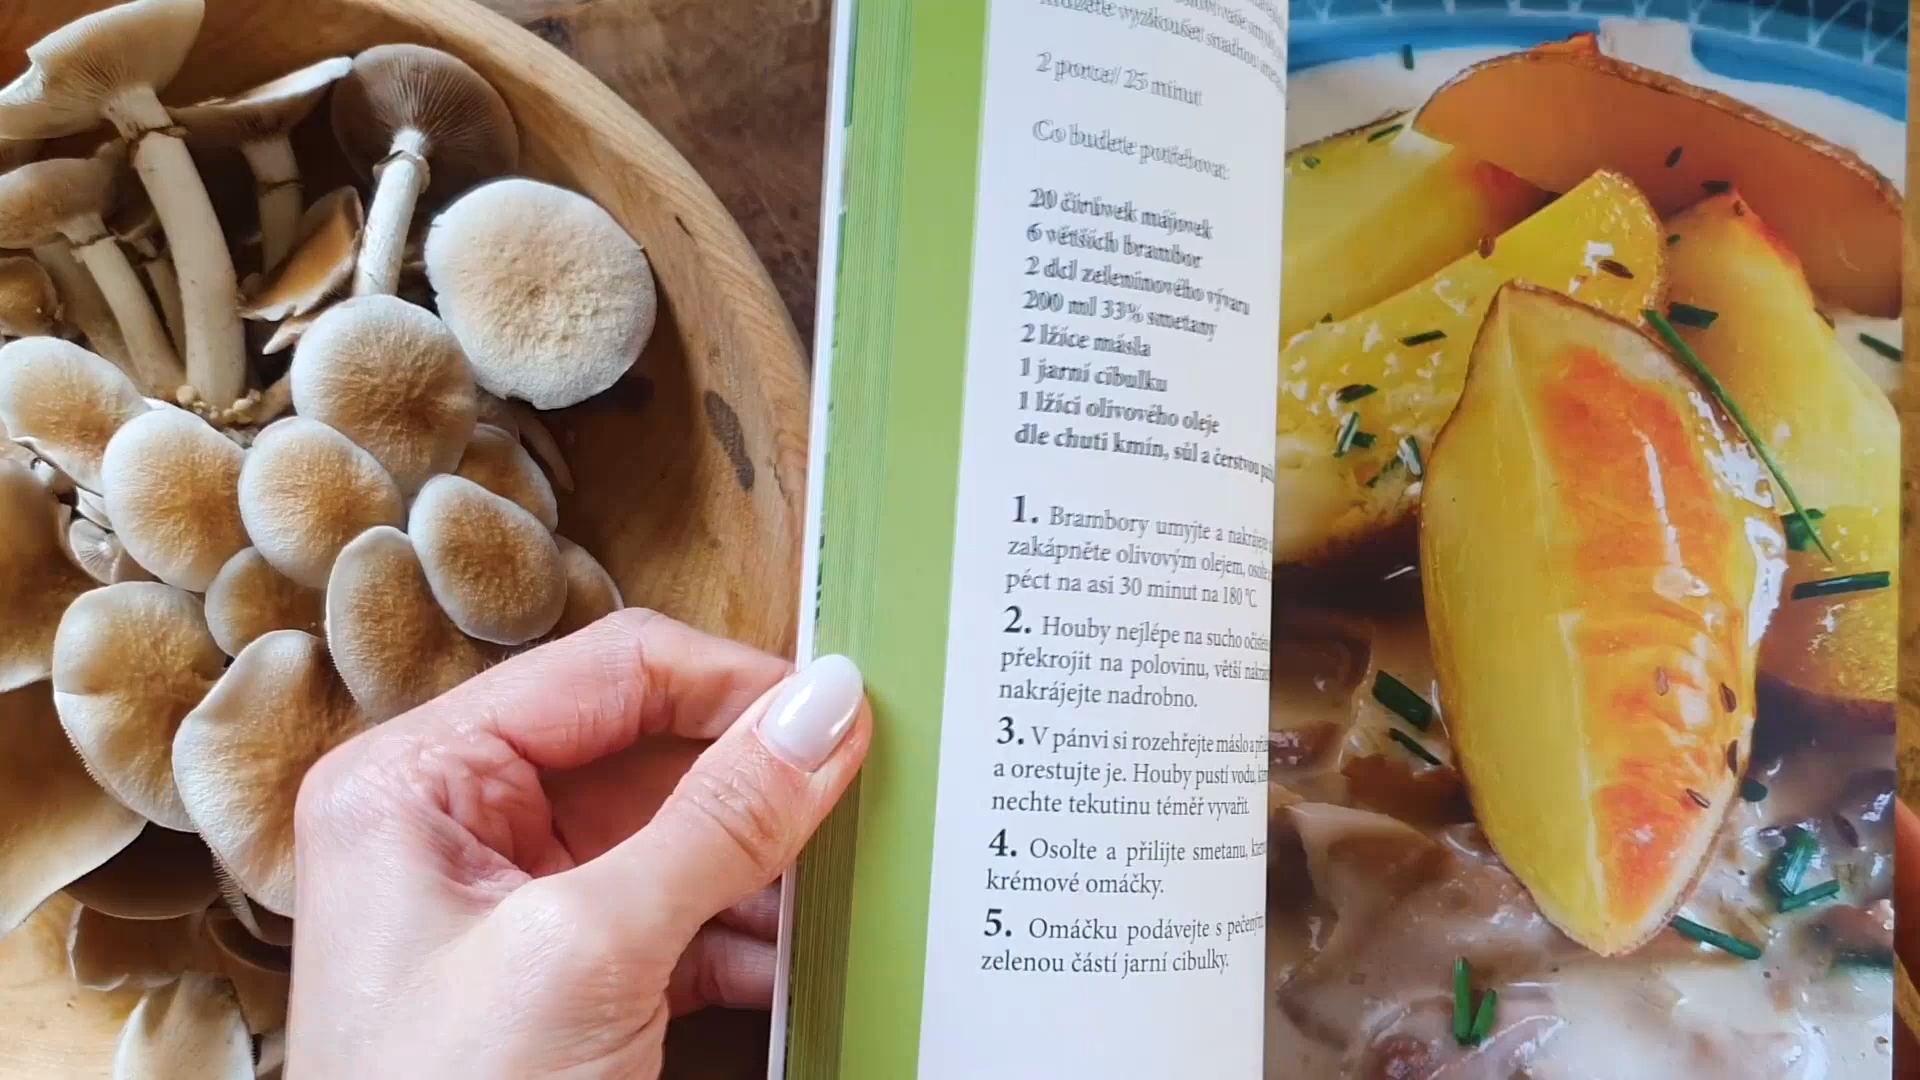 můžete vyzkoušet snadnou
2 porce/ 25 minut
Co budete potřebovat:
20 čirůvek májovek
6 větších brambor
2 dcl zeleninového vývaru
200 ml 33% smetany
2 lžíce másla
1 jarní cibulku
1 lžíci olivového oleje
dle chuti kmín, sůl a čerstvou
1. Brambory umyjte a
zakápněte olivovým olejem,
péct na asi 30 minut na 180 °C
2. Houby nejlépe na sucho
překrojit na polovinu, větší
nakrájejte nadrobno.
3. V pánvi si rozehřejte máslo a
a orestujte je. Houby pustí vodu,
nechte tekutinu téměř vyvařit.
4. Osolte a přilijte smetanu,
krémové omáčky.
5. Omáčku podávejte s
zelenou částí jarní cibulky.